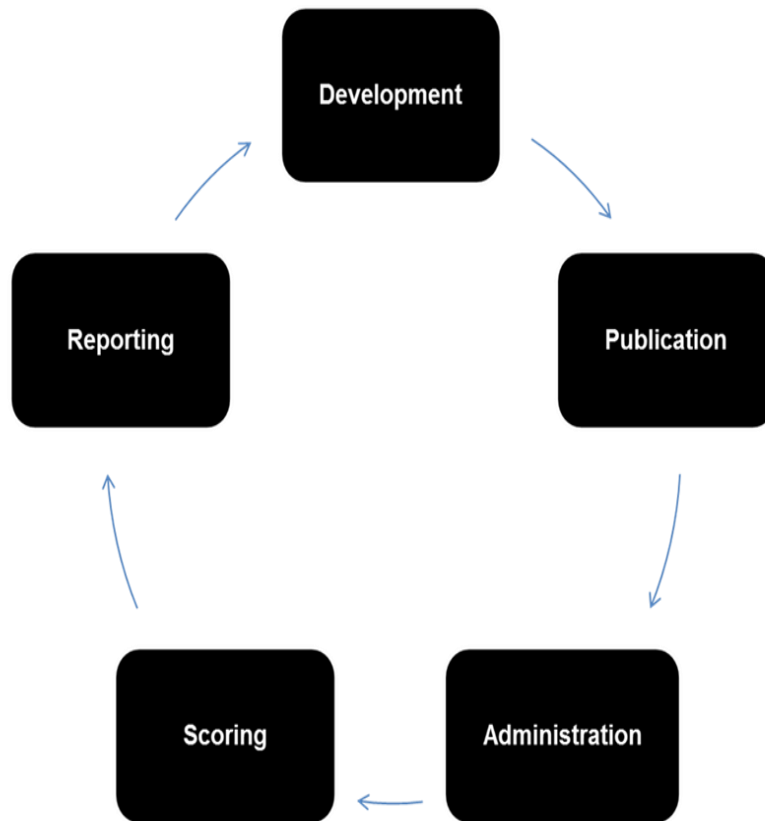 Development
Publication
Administration
Scoring
Reporting